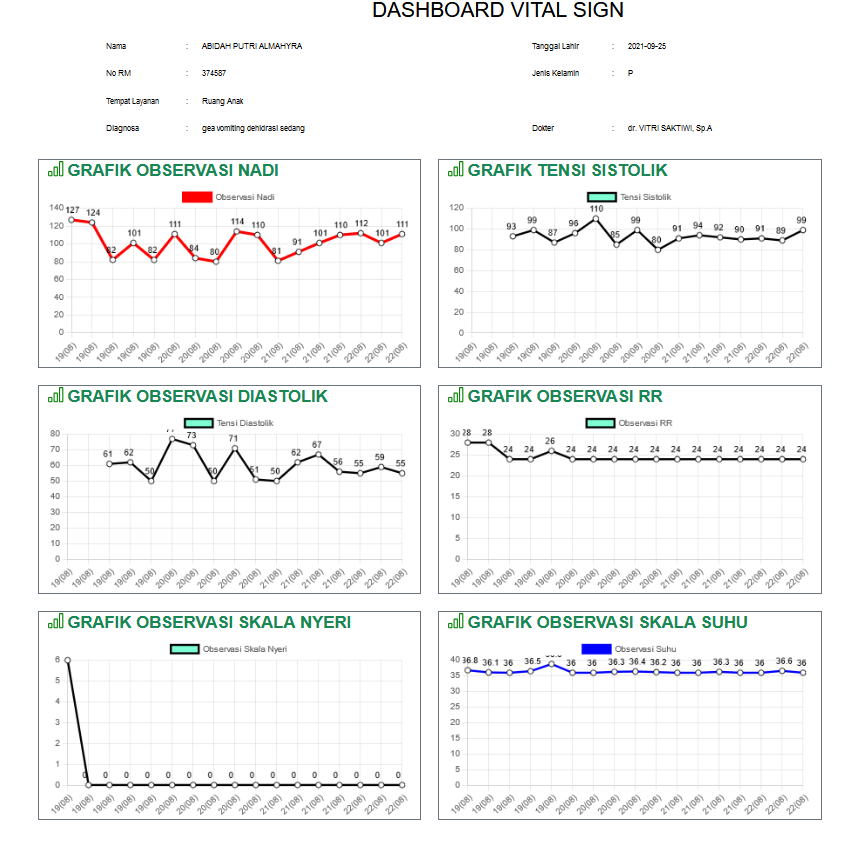 DASHBOARD VITAL SIGN
Nama : ABIDAH PUTRI ALMAHYRA Tanggal Lahir : 2021-09-25
No RM : 374587 Jenis Kelamin : P
Tempat Layanan : Ruang Anak
Diagnosa : gea vomiting dehidrasi sedang Dokter : dr. VITRI SAKTIWI, Sp.A
GRAFIK OBSERVASI NADI
Observasi Nadi
127 124 82 101 82 111 84 80 114 110 81 91 101 110 112 101 111
140
120
100
80
60
40
20
0
19(08) 19(08) 19(08) 19(08) 19(08) 20(08) 20(08) 20(08) 20(08) 20(08) 21(08) 21(08) 21(08) 21(08) 22(08) 22(08) 22(08)
GRAFIK TENSI SISTOLIK
Tensi Sistolik
93 99 87 96 110 85 99 80 91 94 92 90 91 89 99
120
100
80
60
40
20
0
19(08) 19(08) 19(08) 19(08) 19(08) 20(08) 20(08) 20(08) 20(08) 20(08) 21(08) 21(08) 21(08) 21(08) 22(08) 22(08) 22(08)
GRAFIK OBSERVASI DIASTOLIK
Tensi Diastolik
61 62 50 73 50 71 51 50 62 67 56 55 59 55
80
70
60
50
40
30
20
10
0
19(08) 19(08) 19(08) 19(08) 19(08) 20(08) 20(08) 20(08) 20(08) 20(08) 21(08) 21(08) 21(08) 21(08) 22(08) 22(08) 22(08)
GRAFIK OBSERVASI RR
Observasi RR
28 28 24 24 26 24 24 24 24 24 24 24 24 24 24 24 24
30
25
20
15
10
5
0
19(08) 19(08) 19(08) 19(08) 19(08) 20(08) 20(08) 20(08) 20(08) 20(08) 21(08) 21(08) 21(08) 21(08) 22(08) 22(08) 22(08)
GRAFIK OBSERVASI SKALA NYERI
Observasi Skala Nyeri
6
5
4
3
2
1
0
0 0 0 0 0 0 0 0 0 0 0 0 0 0 0 0
19(08) 19(08) 19(08) 19(08) 19(08) 20(08) 20(08) 20(08) 20(08) 20(08) 21(08) 21(08) 21(08) 21(08) 22(08) 22(08) 22(08)
GRAFIK OBSERVASI SKALA SUHU
Observasi Suhu
36.8 36.1 36 36.5 36 36 36.3 36.4 36.2 36 36 36.3 36 36 36.6 36
40
35
30
25
20
15
10
5
0
19(08) 19(08) 19(08) 19(08) 19(08) 20(08) 20(08) 20(08) 20(08) 20(08) 21(08) 21(08) 21(08) 21(08) 22(08) 22(08) 22(08)